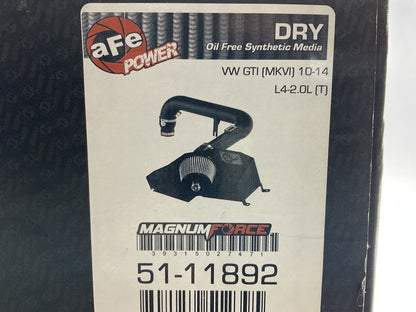 aFe
POWER
DRY
Oil Free Synthetic Media
VW GTI (MKVI) 10-14
L4-2.0L (T)
MAGNUMFORCE
39315027471
51-11892